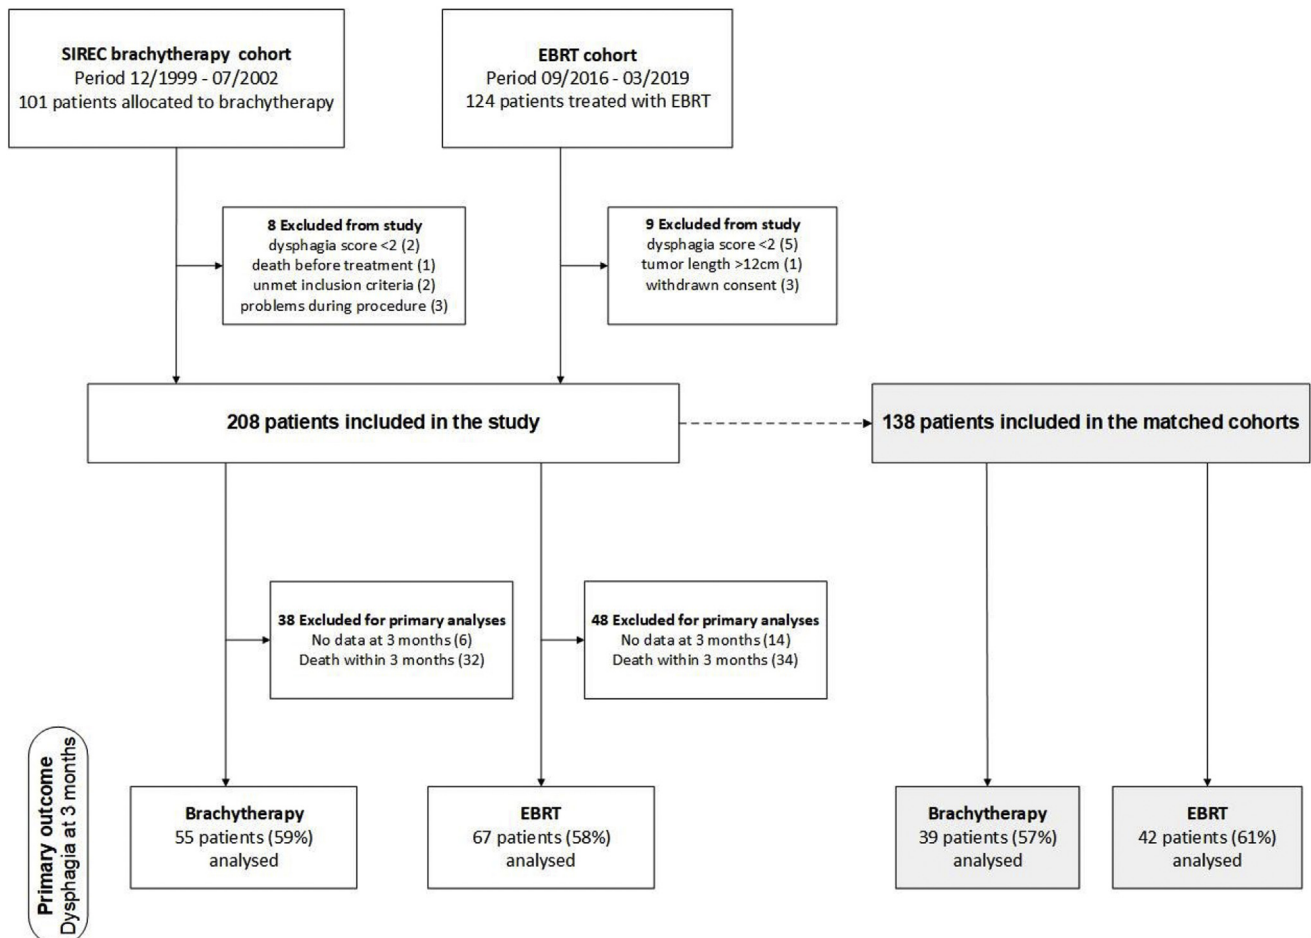 SIREC brachytherapy cohort
Period 12/1999 - 07/2002
101 patients allocated to brachytherapy
EBRT cohort
Period 09/2016 - 03/2019
124 patients treated with EBRT
8 Excluded from study
dysphagia score <2 (2)
death before treatment (1)
unmet inclusion criteria (2)
problems during procedure (3)
9 Excluded from study
dysphagia score <2 (5)
tumor length >12cm (1)
withdrawn consent (3)
208 patients included in the study
138 patients included in the matched cohorts
38 Excluded for primary analyses
No data at 3 months (6)
Death within 3 months (32)
48 Excluded for primary analyses
No data at 3 months (14)
Death within 3 months (34)
Primary outcome
Dysphagia at 3 months
Brachytherapy
55 patients (59%)
analysed
EBRT
67 patients (58%)
analysed
Brachytherapy
39 patients (57%)
analysed
EBRT
42 patients (61%)
analysed